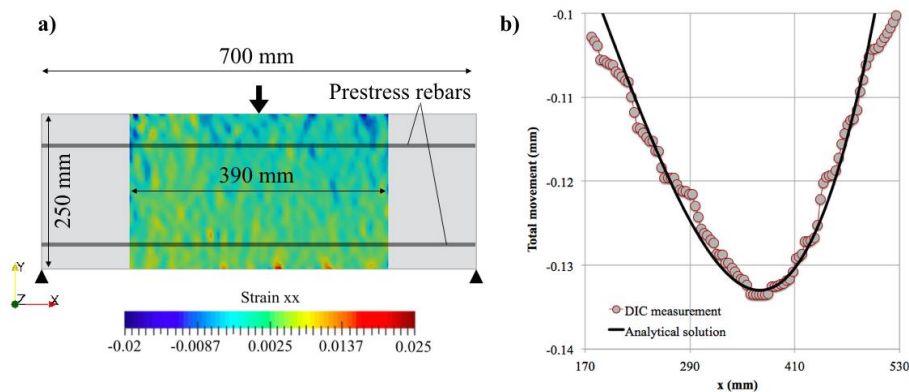 a)
700 mm
Prestress rebars
390 mm
250 mm
Y
Z
X
Strain xx
-0.02 -0.0087 0.0025 0.0137 0.025
b)
-0.1
-0.11
-0.12
-0.13
-0.14
Total movement (mm)
DIC measurement
Analytical solution
170 290 410 530
x (mm)